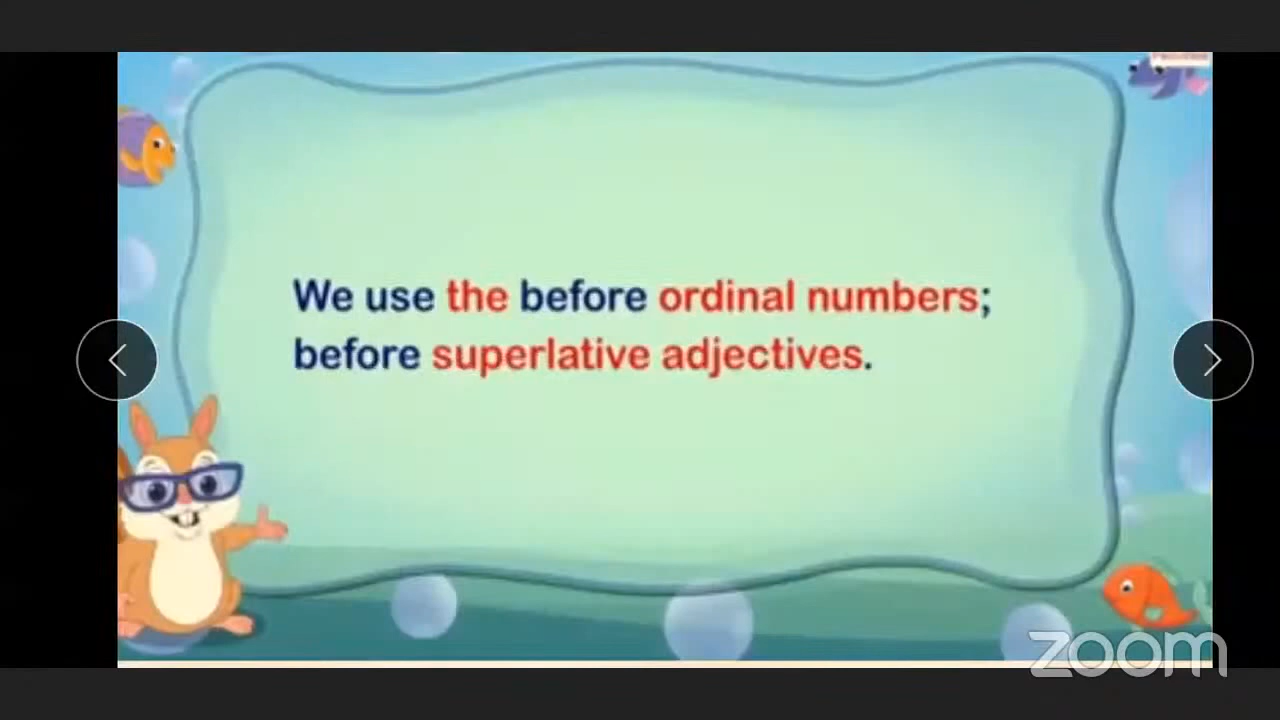 We use the before ordinal numbers;
before superlative adjectives.
zoom